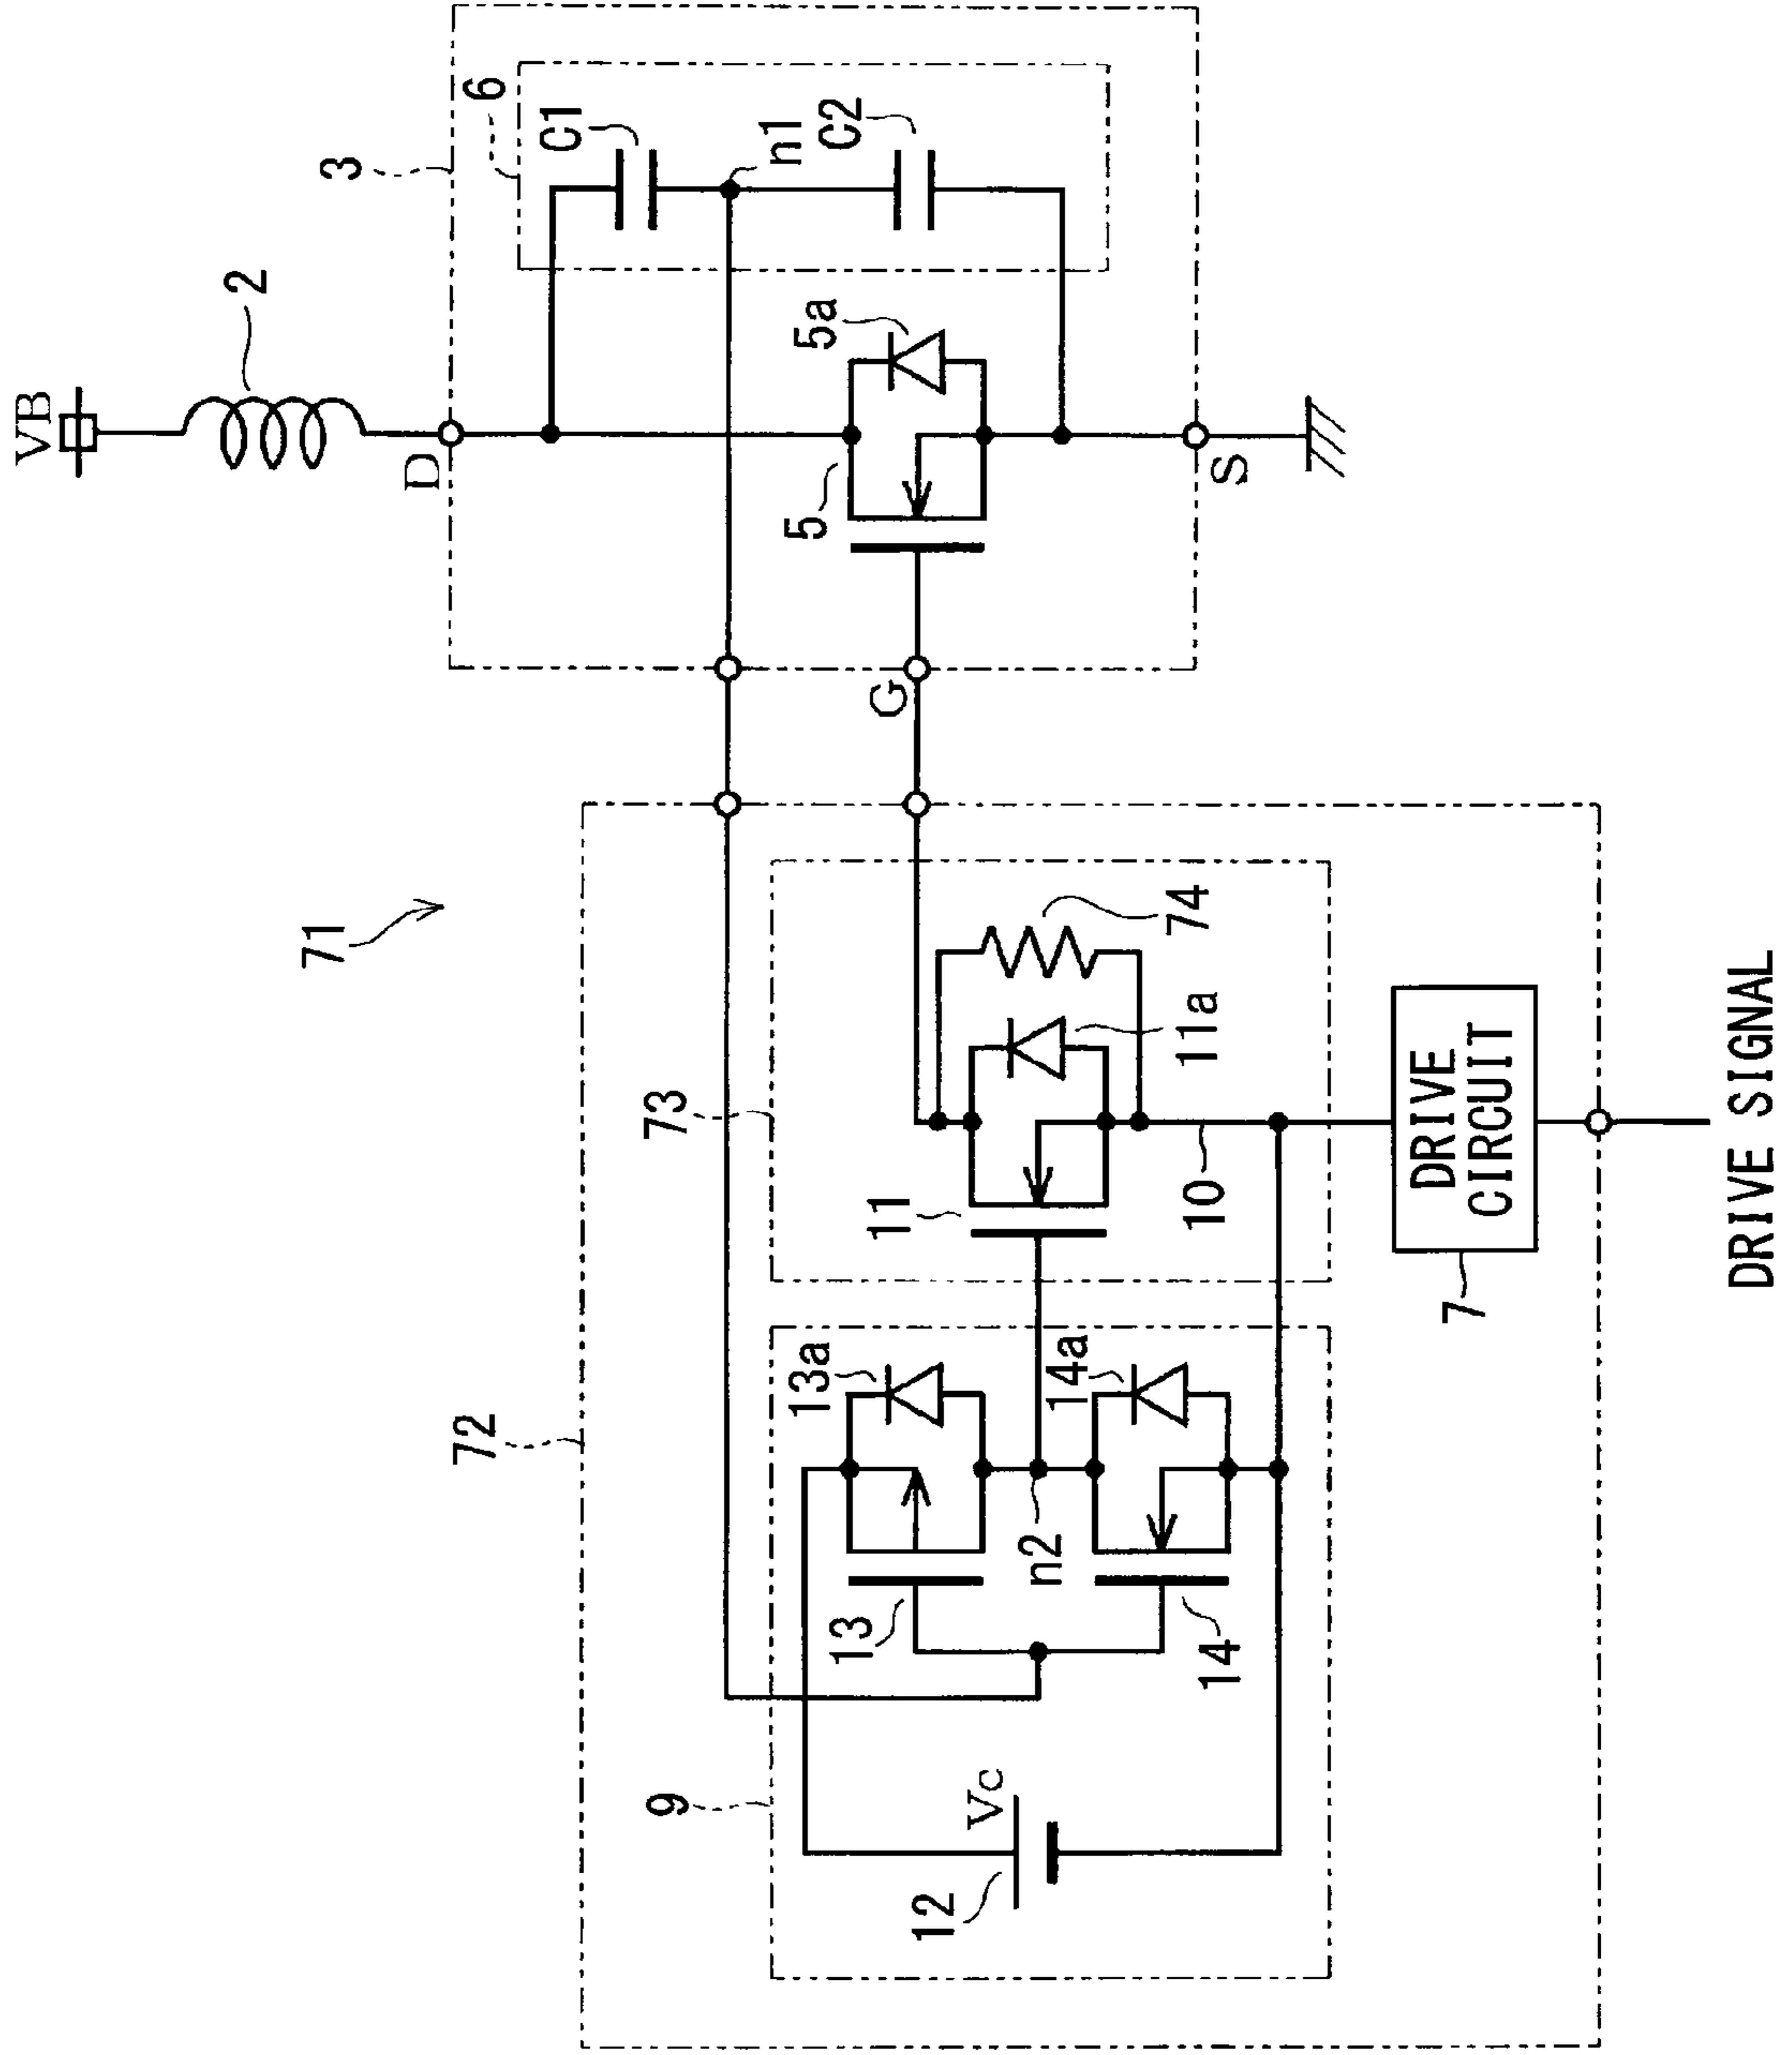 VB
2
D
3
6
C1
n1
C2
5a
5
S
G
71
72
73
74
11a
11
10
13a
14a
n2
13
14
9
Vc
12
DRIVE
CIRCUIT
7
DRIVE SIGNAL